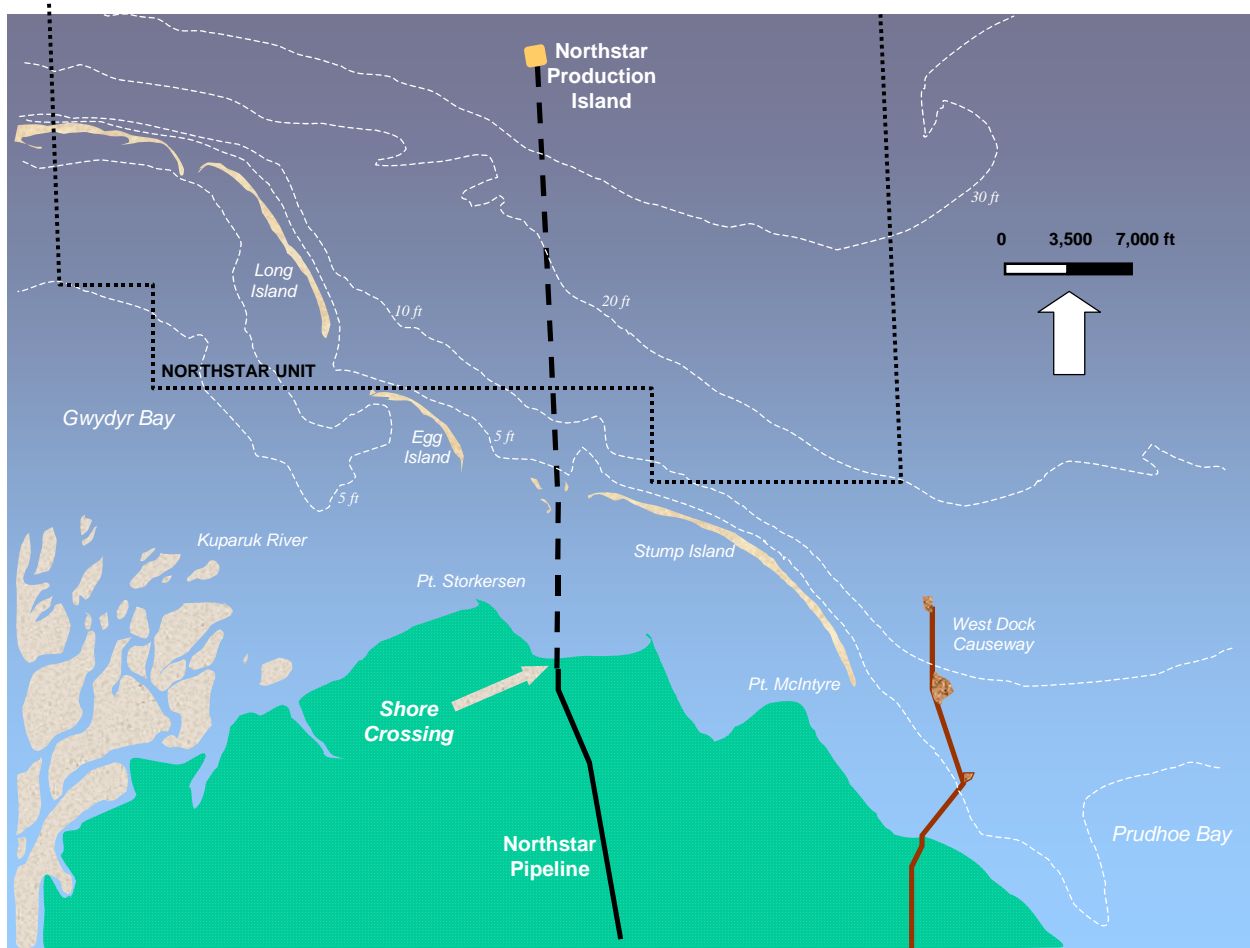 Northstar
Production
Island
30 ft
0 3,500 7,000 ft
Long
Island
10 ft
20 ft
NORTHSTAR UNIT
Gwydyr Bay
Egg
Island
5 ft
5 ft
Kuparuk River
Stump Island
Pt. Storkersen
West Dock
Causeway
Pt. McIntyre
Shore
Crossing
Northstar
Pipeline
Prudhoe Bay